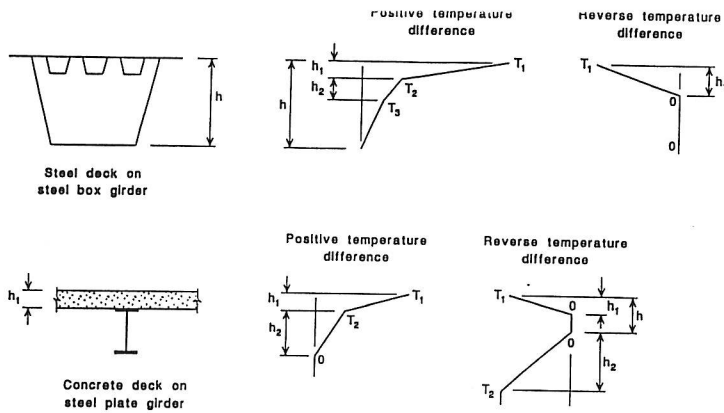 Positive temperature
difference
Reverse temperature
difference
h
h₁
h₂
h
T₁
T₂
T₃
T₁
h₁
0
0
Steel deck on
steel box girder
Positive temperature
difference
Reverse temperature
difference
h₁
h₁
h₂
T₁
T₂
0
T₁
0
0
h₁
h
h₂
T₂
Concrete deck on
steel plate girder